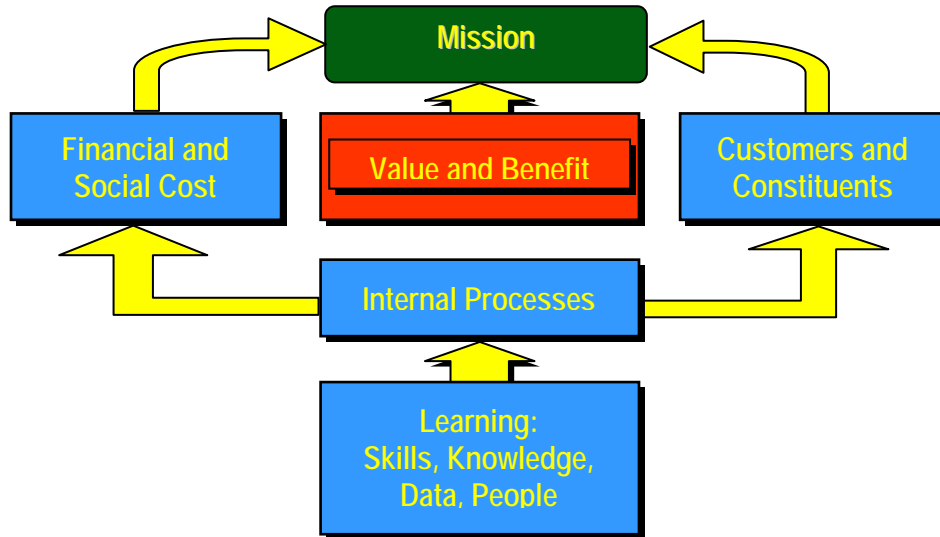 Mission
Financial and
Social Cost
Value and Benefit
Customers and
Constituents
Internal Processes
Learning:
Skills, Knowledge,
Data, People